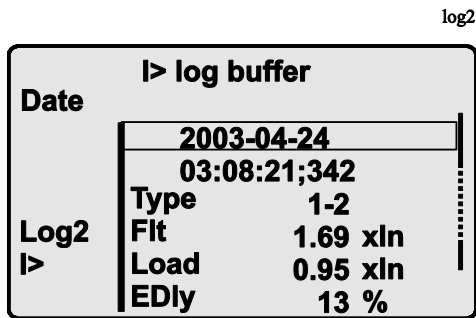 log2
I> log buffer
Date
2003-04-24
03:08:21;342
Type 1-2
Log2 Flt 1.69 xIn
I> Load 0.95 xIn
EDly 13 %